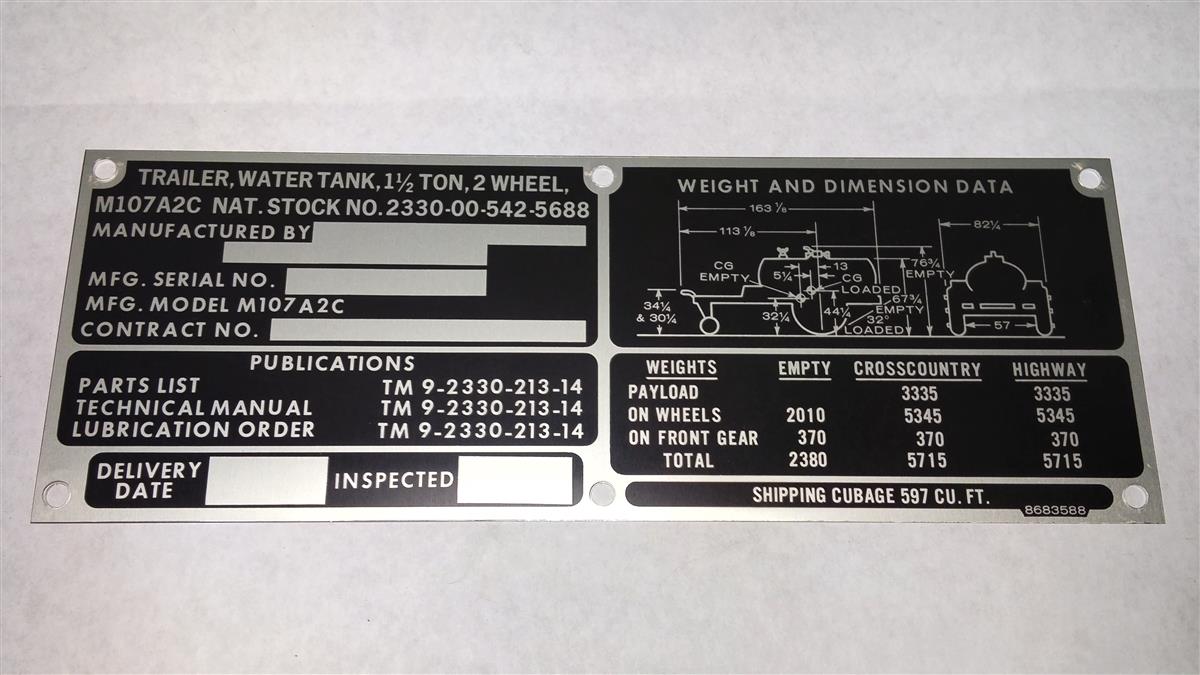 TRAILER, WATER TANK, 1½ TON, 2 WHEEL,
M107A2C NAT. STOCK NO. 2330-00-542-5688
MANUFACTURED BY
MFG. SERIAL NO.
MFG. MODEL M107A2C
CONTRACT NO.
PUBLICATIONS
PARTS LIST TM 9-2330-213-14
TECHNICAL MANUAL TM 9-2330-213-14
LUBRICATION ORDER TM 9-2330-213-14
DELIVERY
DATE
INSPECTED
WEIGHT AND DIMENSION DATA
163 ⅛
113 ⅛
82¼
CG
EMPTY
5¼
13
CG
LOADED
76¾
EMPTY
34¼
& 30¼
32¼
44¼
67¾
EMPTY
32°
LOADED
57
WEIGHTS EMPTY CROSSCOUNTRY HIGHWAY
PAYLOAD 3335 3335
ON WHEELS 2010 5345 5345
ON FRONT GEAR 370 370 370
TOTAL 2380 5715 5715
SHIPPING CUBAGE 597 CU. FT.
8683588